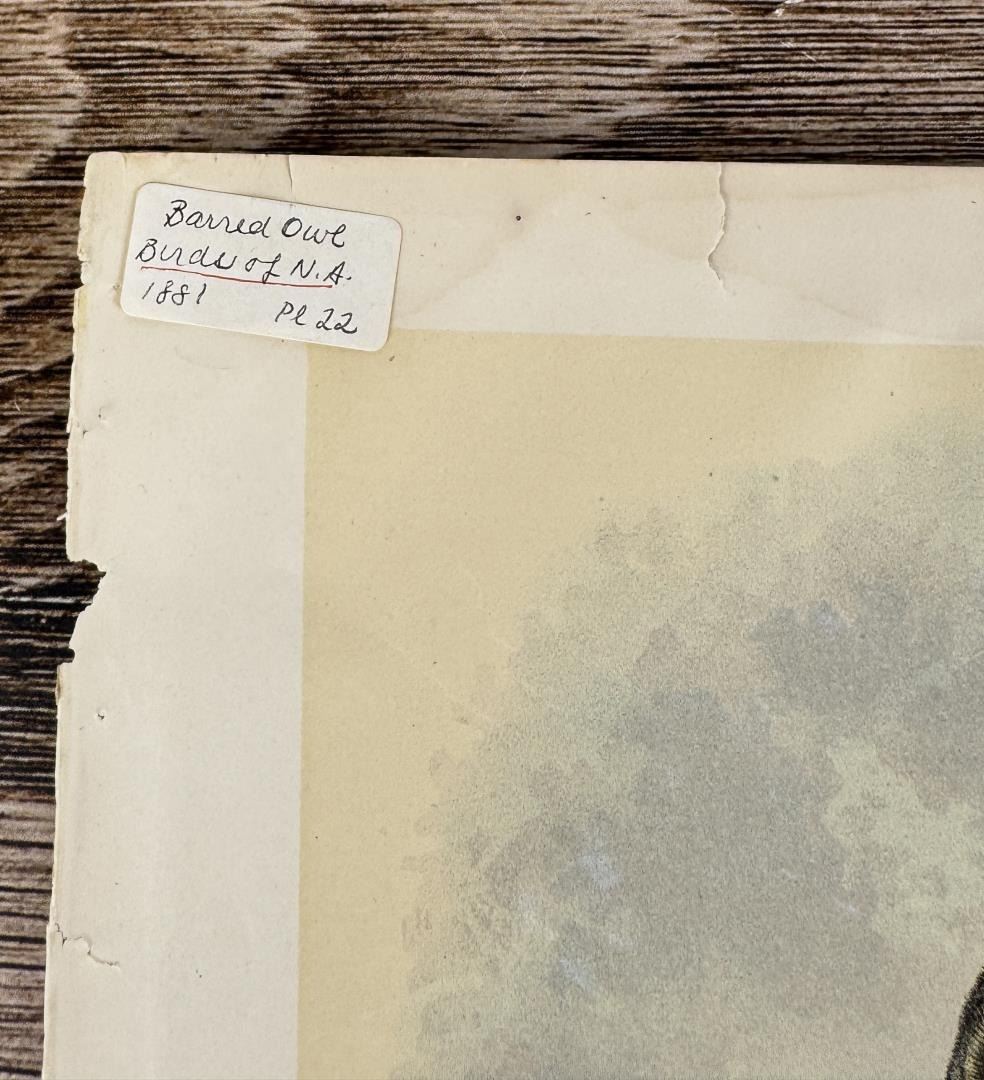 Barred Owl
Birds of N.A.
1881 Pl 22